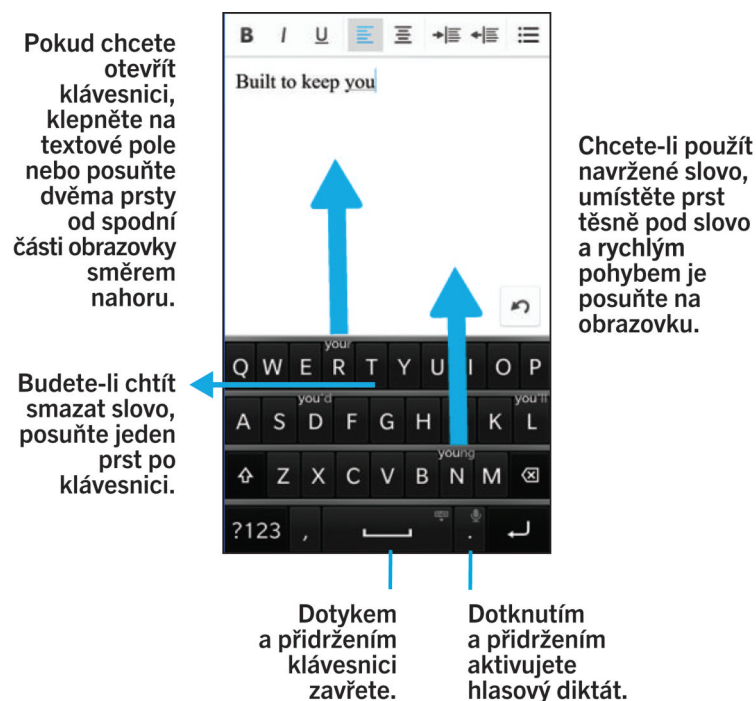 Pokud chcete
otevřít
klávesnici,
klepněte na
textové pole
nebo posuňte
dvěma prsty
od spodní
části obrazovky
směrem
nahoru.
Budete-li chtít
smazat slovo,
posuňte jeden
prst po
klávesnici.
B I U
Built to keep you
your
Q W E R T Y U I O P
you'd you'll
A S D F G H K L
young
Z X C V B N M
?123 , .
Chcete-li použít
navržené slovo,
umístěte prst
těsně pod slovo
a rychlým
pohybem je
posuňte na
obrazovku.
Dotykem
a přidržením
klávesnici
zavřete.
Dotknutím
a přidržením
aktivujete
hlasový diktát.